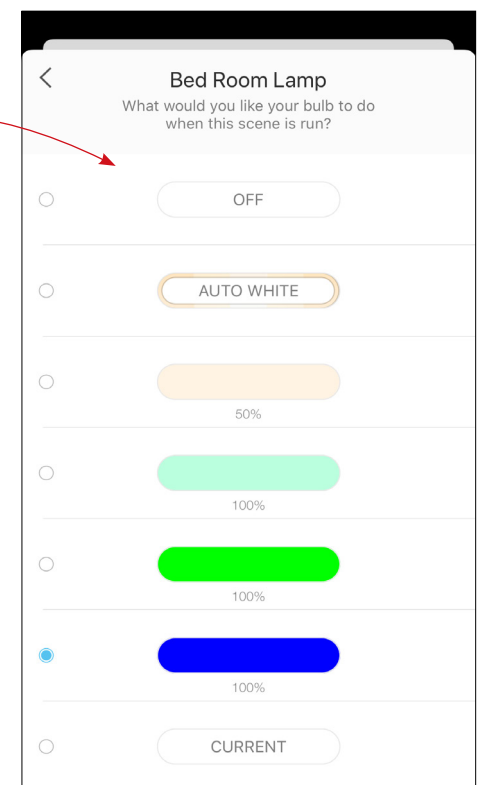 Bed Room Lamp
What would you like your bulb to do
when this scene is run?
OFF
AUTO WHITE
50%
100%
100%
100%
CURRENT